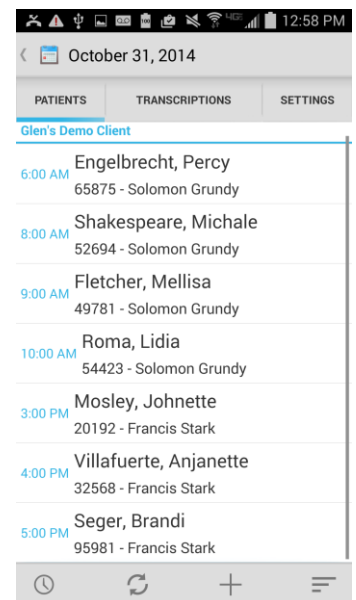 12:58 PM
October 31, 2014
PATIENTS TRANSCRIPTIONS SETTINGS
Glen's Demo Client
6:00 AM Engelbrecht, Percy
65875 - Solomon Grundy
8:00 AM Shakespeare, Michale
52694 - Solomon Grundy
9:00 AM Fletcher, Mellisa
49781 - Solomon Grundy
10:00 AM Roma, Lidia
54423 - Solomon Grundy
3:00 PM Mosley, Johnette
20192 - Francis Stark
4:00 PM Villafuerte, Anjanette
32568 - Francis Stark
5:00 PM Seger, Brandi
95981 - Francis Stark